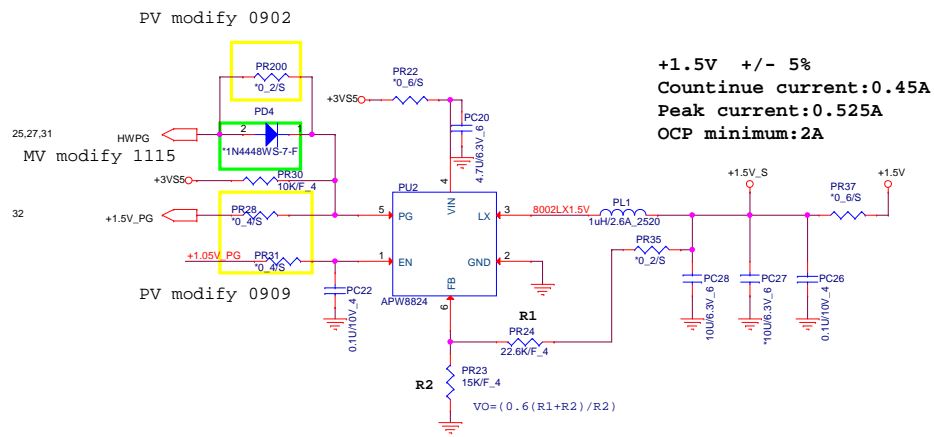 PV modify 0902
PR200
*0_2/S
PD4
25,27,31
HWPG
2
1
*1N4448WS-7-F
MV modify 1115
+3VS5
PR30
10K/F_4
32
+1.5V_PG
PR28
*0_4/S
+1.05V_PG
PR31
*0_4/S
PV modify 0909
PC22
0.1U/10V_4
+3VS5
PR22
*0_6/S
PC20
4.7U/6.3V_6
4
PU2
5
PG
VIN
LX
3
8002LX1.5V
1
EN
GND
2
FB
APW8824
6
PL1
1uH/2.6A_2520
PR35
*0_2/S
R1
PR24
22.6K/F_4
R2
PR23
15K/F_4
VO=(0.6(R1+R2)/R2)
+1.5V +/- 5%
Countinue current:0.45A
Peak current:0.525A
OCP minimum:2A
+1.5V_S
PR37
*0_6/S
+1.5V
PC28
10U/6.3V_6
PC27
*10U/6.3V_6
PC26
0.1U/10V_4